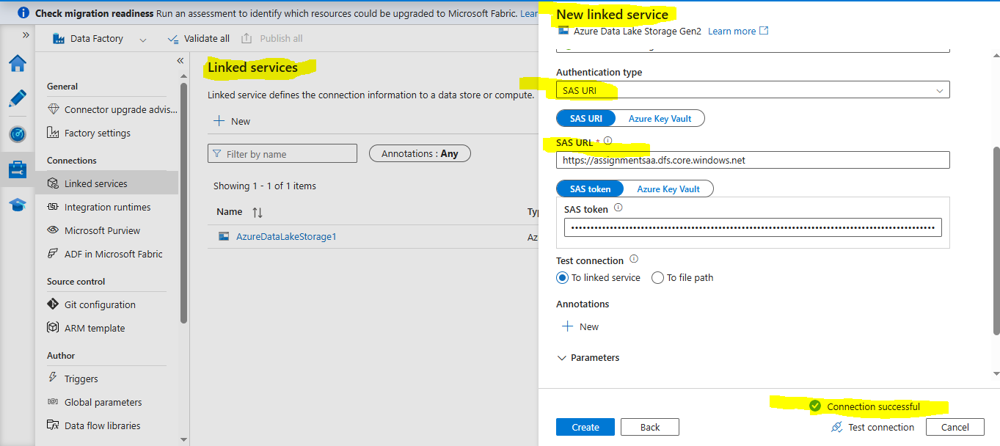 Check migration readiness Run an assessment to identify which resources could be upgraded to Microsoft Fabric. Lear
Data Factory
Validate all
Publish all
General
Connector upgrade advis...
Factory settings
Connections
Linked services
Integration runtimes
Microsoft Purview
ADF in Microsoft Fabric
Source control
Git configuration
ARM template
Author
Triggers
Global parameters
Data flow libraries
Linked services
Linked service defines the connection information to a data store or compute.
New
Filter by name
Annotations : Any
Showing 1 - 1 of 1 items
Name
Typ
AzureDataLakeStorage1
Az
New linked service
Azure Data Lake Storage Gen2 Learn more
Authentication type
SAS URI
SAS URI Azure Key Vault
SAS URL *
https://assignmentsaa.dfs.core.windows.net
SAS token Azure Key Vault
SAS token
Test connection
To linked service To file path
Annotations
New
Parameters
Connection successful
Create Back Test connection Cancel